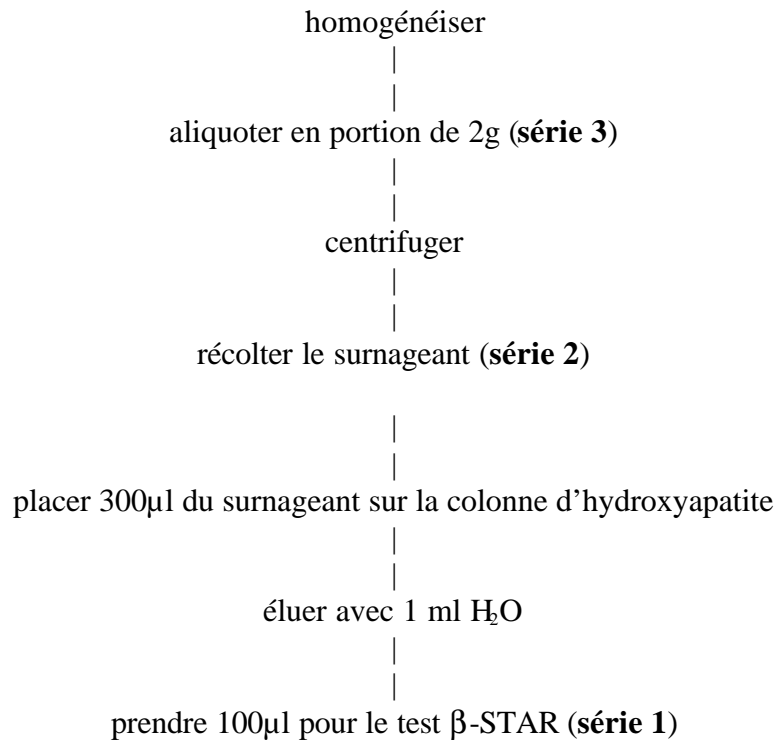 homogénéiser
aliquoter en portion de 2g (série 3)
centrifuger
récolter le surnageant (série 2)
placer 300µl du surnageant sur la colonne d’hydroxyapatite
éluer avec 1 ml H₂O
prendre 100µl pour le test β-STAR (série 1)